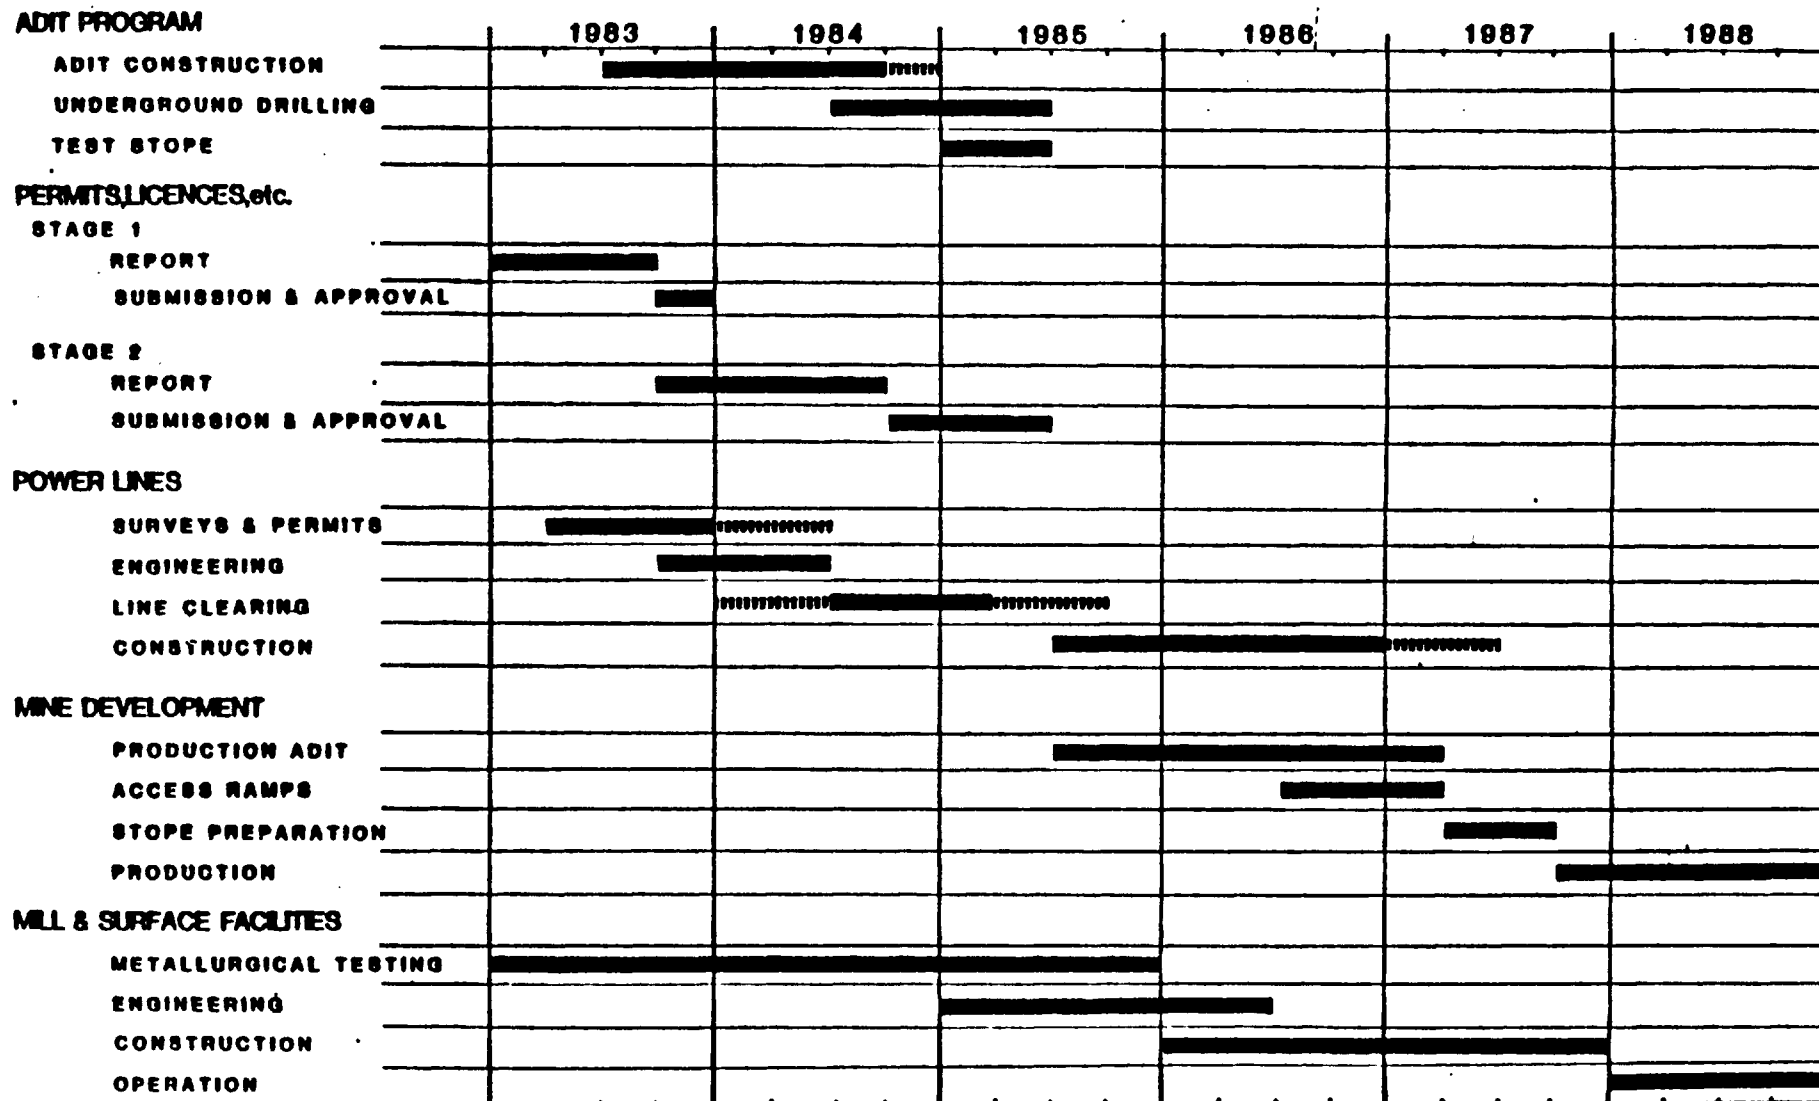 ADIT PROGRAM
1983 1984 1985 1986 1987 1988
ADIT CONSTRUCTION
UNDERGROUND DRILLING
TEST STOPE
PERMITS,LICENCES,etc.
STAGE 1
REPORT
SUBMISSION & APPROVAL
STAGE 2
REPORT
SUBMISSION & APPROVAL
POWER LINES
SURVEYS & PERMITS
ENGINEERING
LINE CLEARING
CONSTRUCTION
MINE DEVELOPMENT
PRODUCTION ADIT
ACCESS RAMPS
STOPE PREPARATION
PRODUCTION
MILL & SURFACE FACILITIES
METALLURGICAL TESTING
ENGINEERING
CONSTRUCTION
OPERATION